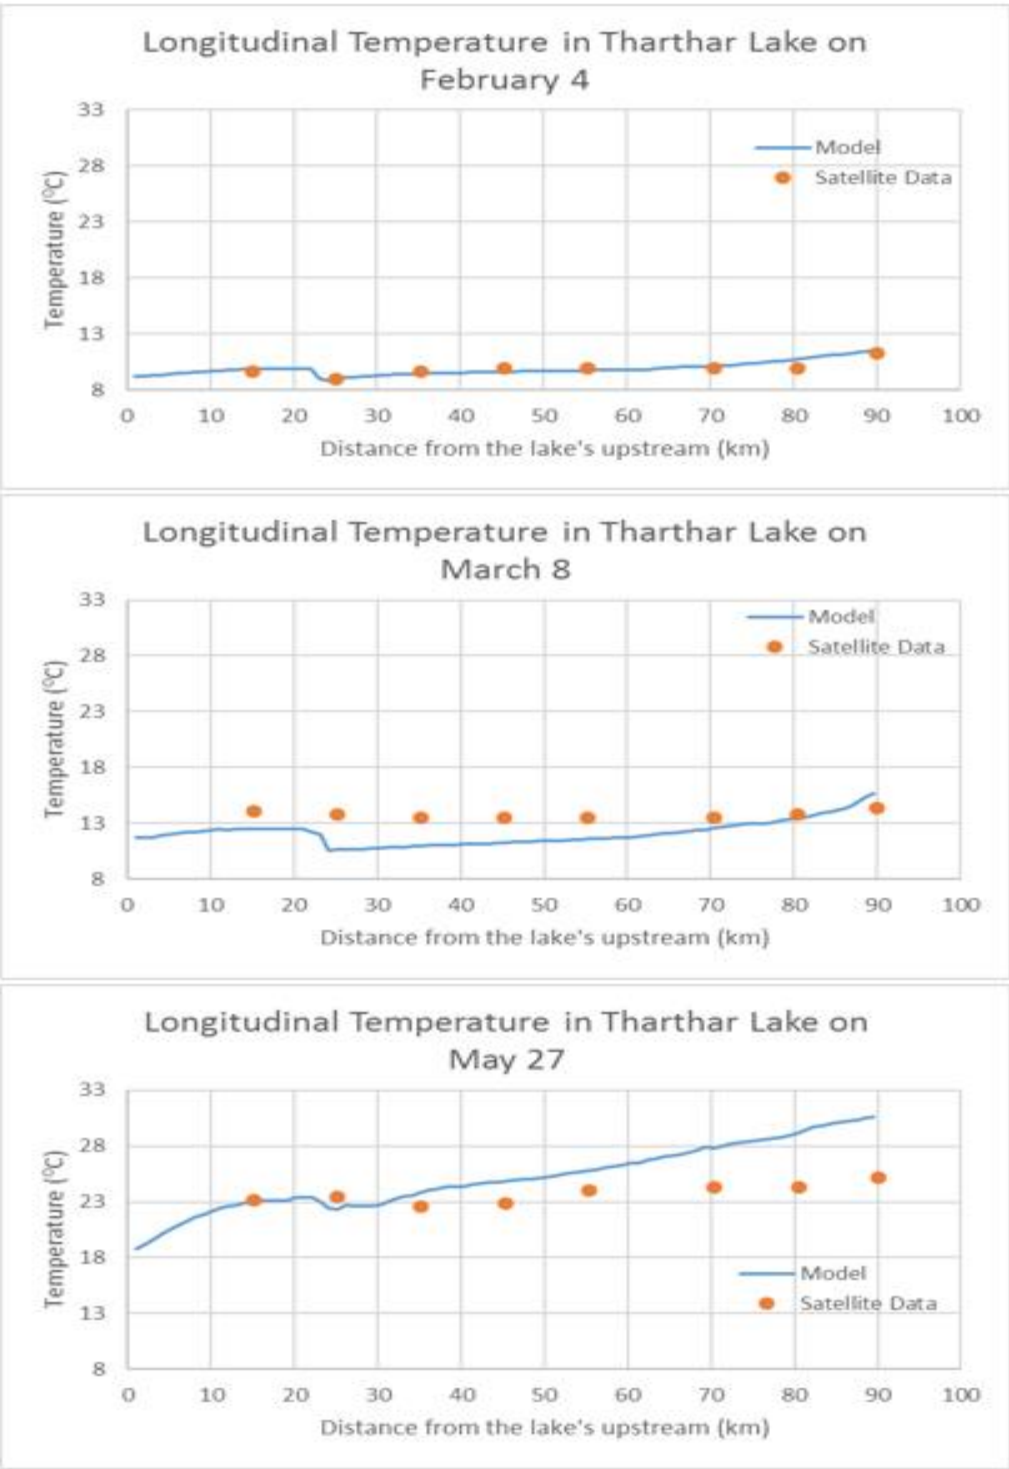 Longitudinal Temperature in Tharthar Lake on
February 4
33
28
23
18
13
8
Temperature (⁰C)
Model
Satellite Data
0 10 20 30 40 50 60 70 80 90 100
Distance from the lake's upstream (km)
Longitudinal Temperature in Tharthar Lake on
March 8
33
28
23
18
13
8
Temperature (⁰C)
Model
Satellite Data
0 10 20 30 40 50 60 70 80 90 100
Distance from the lake's upstream (km)
Longitudinal Temperature in Tharthar Lake on
May 27
33
28
23
18
13
8
Temperature (⁰C)
Model
Satellite Data
0 10 20 30 40 50 60 70 80 90 100
Distance from the lake's upstream (km)